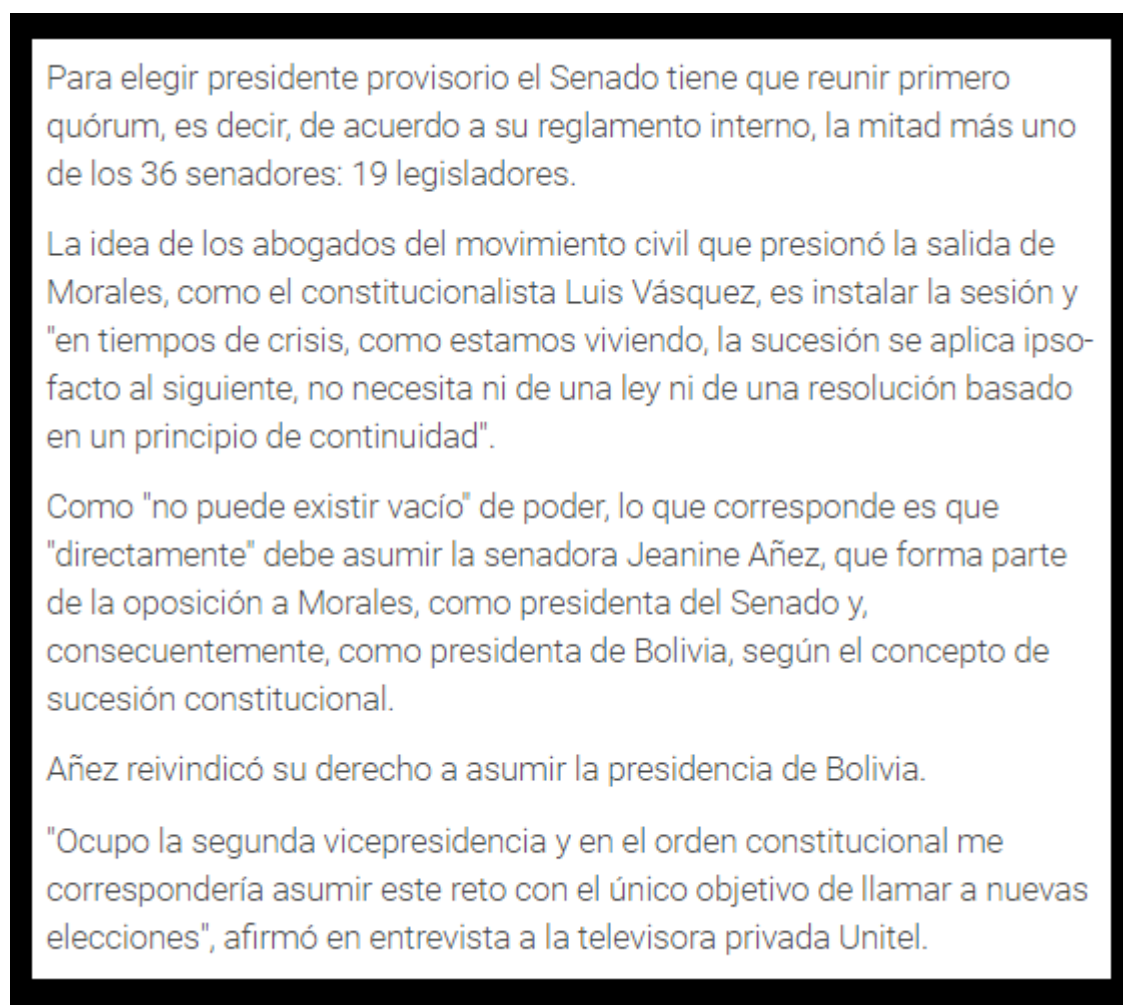 Para elegir presidente provisorio el Senado tiene que reunir primero
quórum, es decir, de acuerdo a su reglamento interno, la mitad más uno
de los 36 senadores: 19 legisladores.
La idea de los abogados del movimiento civil que presionó la salida de
Morales, como el constitucionalista Luis Vásquez, es instalar la sesión y
"en tiempos de crisis, como estamos viviendo, la sucesión se aplica ipso-
facto al siguiente, no necesita ni de una ley ni de una resolución basado
en un principio de continuidad".
Como "no puede existir vacío" de poder, lo que corresponde es que
"directamente" debe asumir la senadora Jeanine Añez, que forma parte
de la oposición a Morales, como presidenta del Senado y,
consecuentemente, como presidenta de Bolivia, según el concepto de
sucesión constitucional.
Añez reivindicó su derecho a asumir la presidencia de Bolivia.
"Ocupo la segunda vicepresidencia y en el orden constitucional me
correspondería asumir este reto con el único objetivo de llamar a nuevas
elecciones", afirmó en entrevista a la televisora privada Unitel.